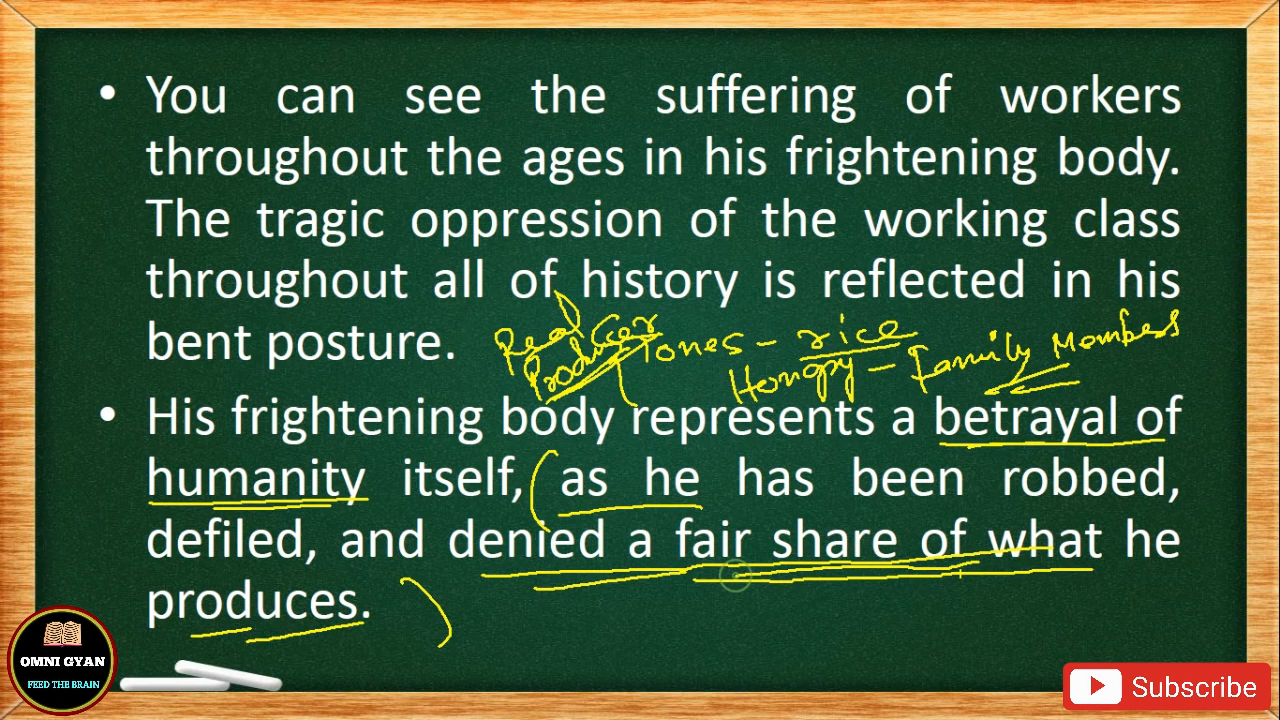 • You can see the suffering of workers
throughout the ages in his frightening body.
The tragic oppression of the working class
throughout all of history is reflected in his
bent posture.
Real
Producer
Tones - rice
Hongry - Family Members
• His frightening body represents a betrayal of
humanity itself, as he has been robbed,
defiled, and denied a fair share of what he
produces.
OMNI GYAN
FEED THE BRAIN
Subscribe